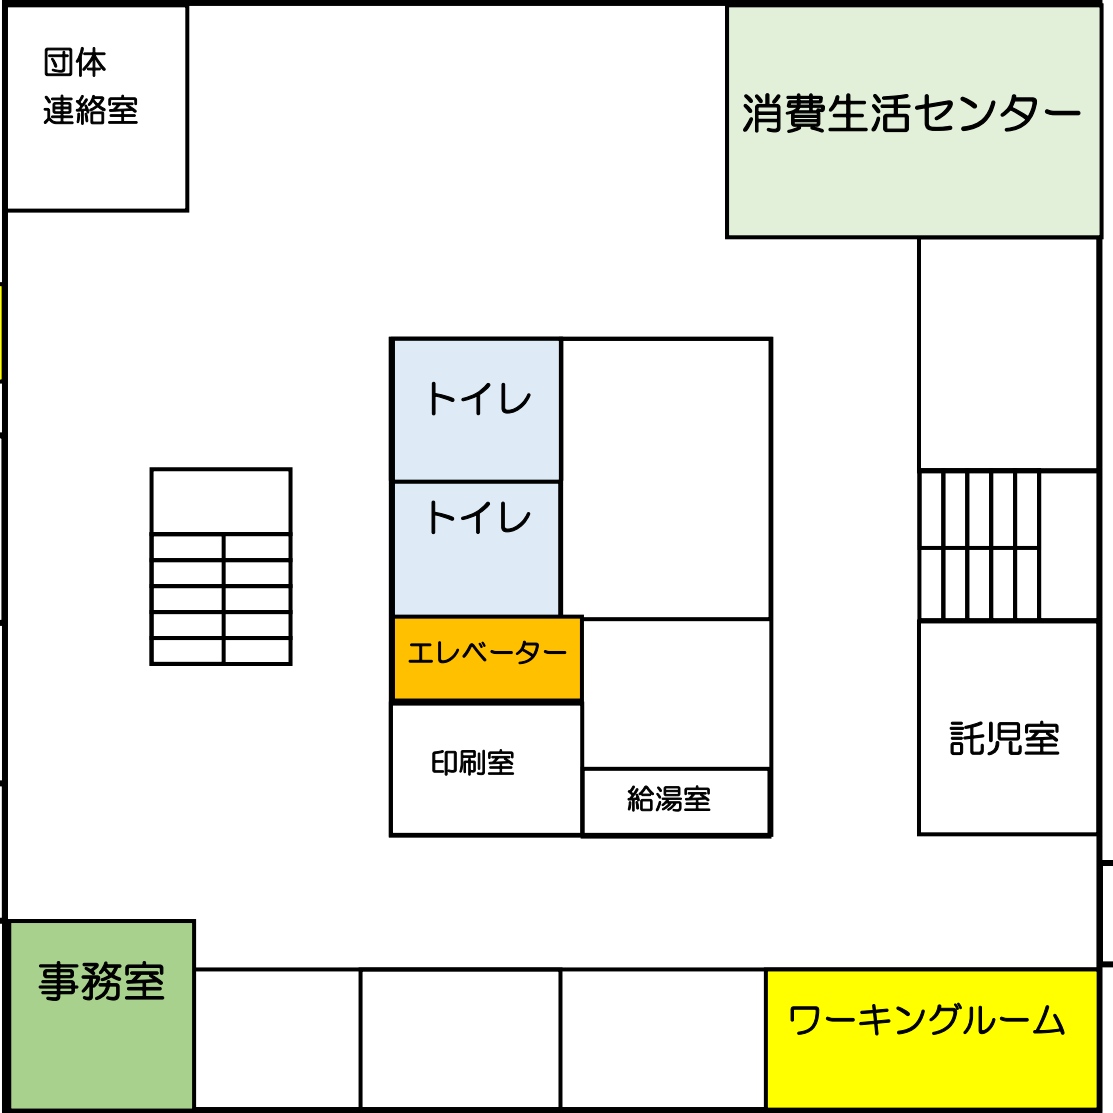 団体
連絡室
消費生活センター
トイレ
トイレ
エレベーター
印刷室
給湯室
託児室
事務室
ワーキングルーム